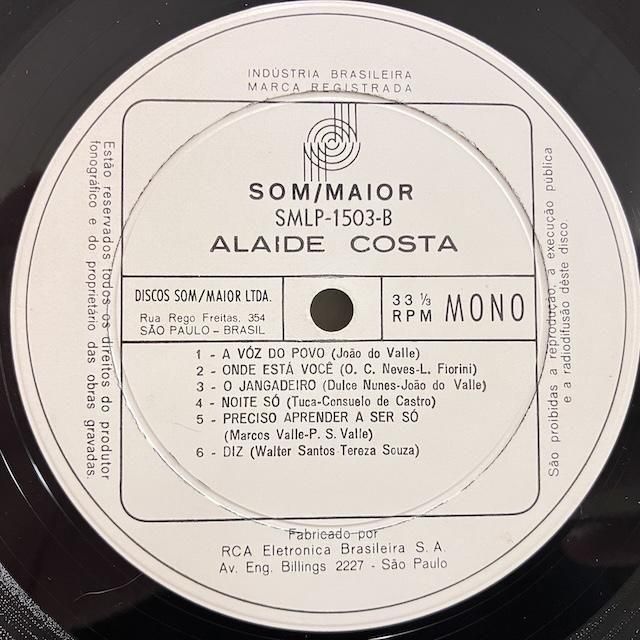 INDÚSTRIA BRASILEIRA
MARCA REGISTRADA
SOM/MAIOR
SMLP-1503-B
ALAIDE COSTA
DISCOS SOM/MAIOR LTDA.
Rua Rego Freitas, 354
SÃO PAULO - BRASIL
33 ⅓
RPM
MONO
1 - A VÓZ DO POVO (João do Valle)
2 - ONDE ESTÁ VOCÊ (O. C. Neves-L. Fiorini)
3 - O JANGADEIRO (Dulce Nunes-João do Valle)
4 - NOITE SÓ (Tuca-Consuelo de Castro)
5 - PRECISO APRENDER A SER SÓ
(Marcos Valle-P. S. Valle)
6 - DIZ (Walter Santos-Tereza Souza)
Fabricado por
RCA Eletronica Brasileira S. A.
Av. Eng. Billings 2227 - São Paulo
Estão reservados todos os direitos do produtor
fonográfico e do proprietário das obras gravadas.
São proibidas a reprodução, a execução pública
e a radiodifusão dêste disco.